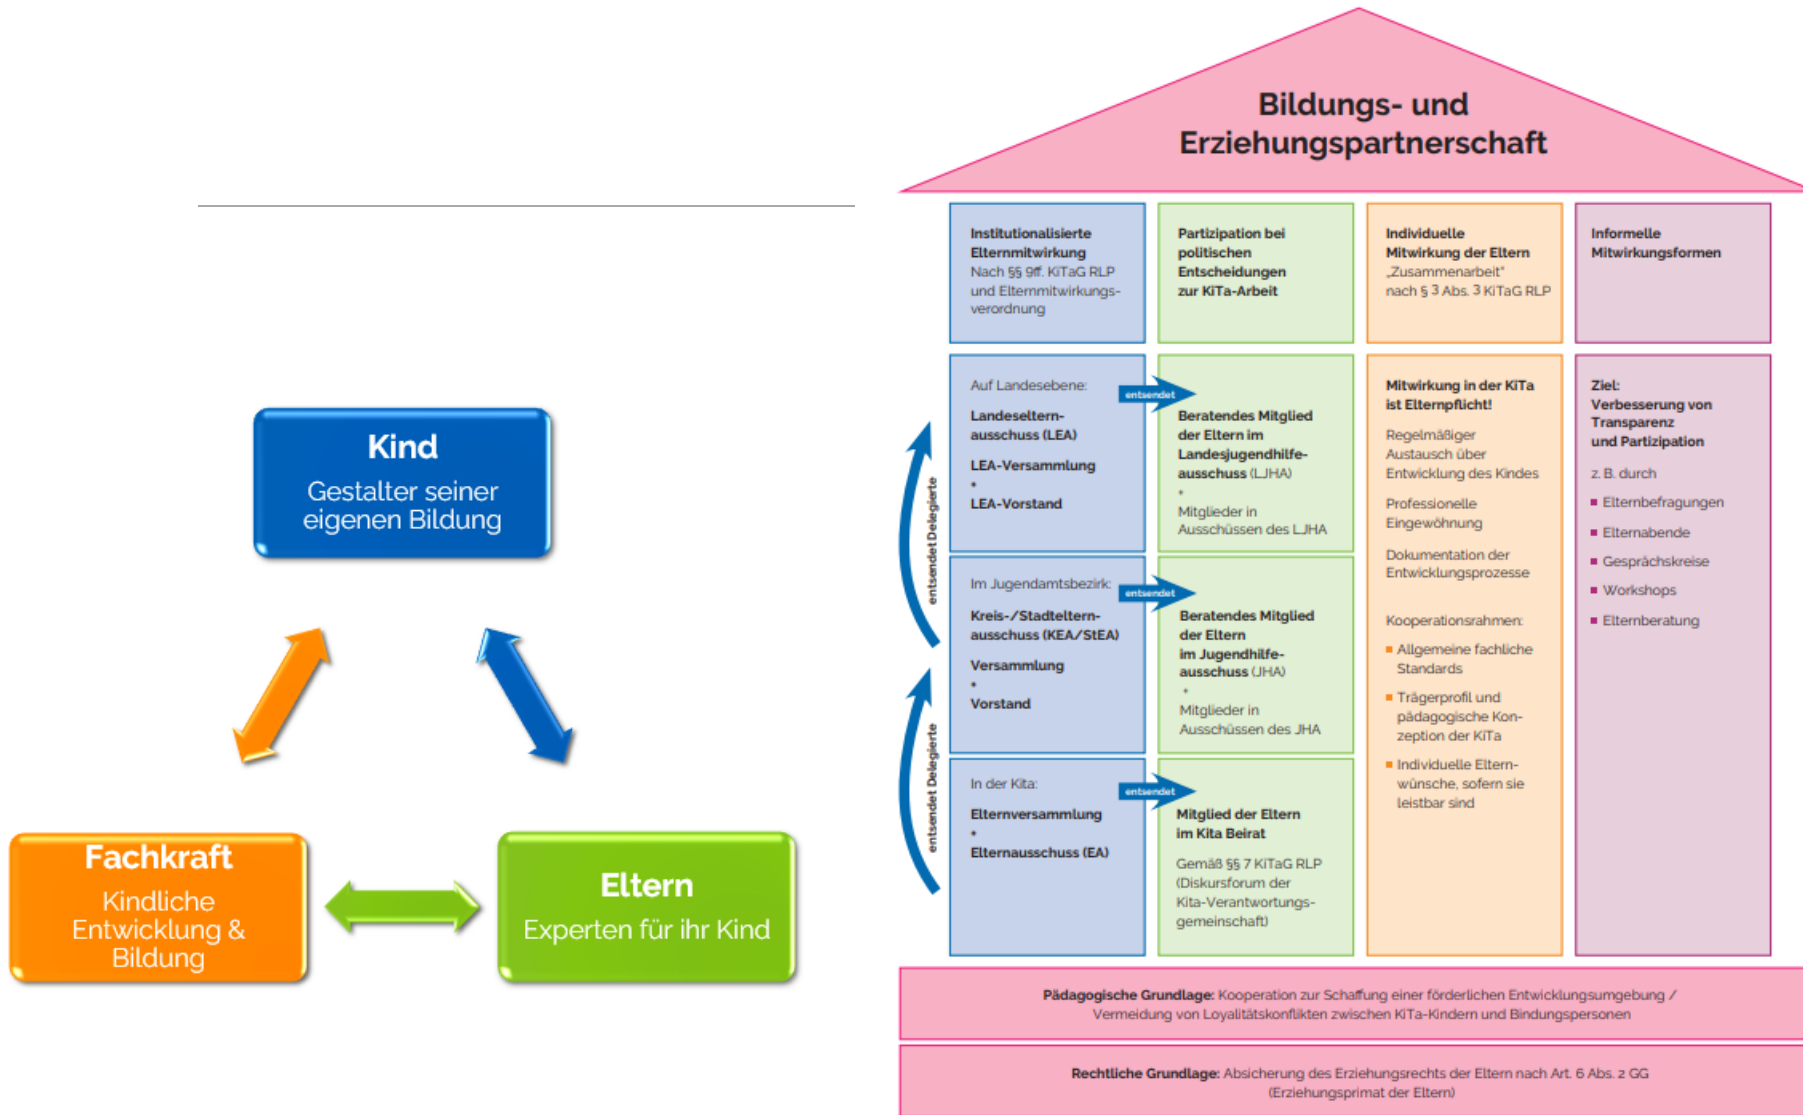 Kind
Gestalter seiner
eigenen Bildung
Fachkraft
Kindliche
Entwicklung &
Bildung
Eltern
Experten für ihr Kind
Bildungs- und
Erziehungspartnerschaft
Institutionalisierte
Elternmitwirkung
Nach §§ 9ff. KiTaG RLP
und Elternmitwirkungs-
verordnung
Partizipation bei
politischen
Entscheidungen
zur KiTa-Arbeit
Individuelle
Mitwirkung der Eltern
„Zusammenarbeit"
nach § 3 Abs. 3 KiTaG RLP
Informelle
Mitwirkungsformen
entsendet Delegierte
entsendet Delegierte
Auf Landesebene:
Landeseltern-
ausschuss (LEA)
LEA-Versammlung
+
LEA-Vorstand
entsendet
Beratendes Mitglied
der Eltern im
Landesjugendhilfe-
ausschuss (LJHA)
+
Mitglieder in
Ausschüssen des LJHA
Im Jugendamtsbezirk:
Kreis-/Stadteltern-
ausschuss (KEA/StEA)
Versammlung
+
Vorstand
entsendet
Beratendes Mitglied
der Eltern
im Jugendhilfe-
ausschuss (JHA)
+
Mitglieder in
Ausschüssen des JHA
In der Kita:
Elternversammlung
+
Elternausschuss (EA)
entsendet
Mitglied der Eltern
im Kita Beirat
Gemäß §§ 7 KiTaG RLP
(Diskursforum der
Kita-Verantwortungs-
gemeinschaft)
Mitwirkung in der KiTa
ist Elternpflicht!
Regelmäßiger
Austausch über
Entwicklung des Kindes
Professionelle
Eingewöhnung
Dokumentation der
Entwicklungsprozesse
Kooperationsrahmen:
▪ Allgemeine fachliche
Standards
▪ Trägerprofil und
pädagogische Kon-
zeption der KiTa
▪ Individuelle Eltern-
wünsche, sofern sie
leistbar sind
Ziel:
Verbesserung von
Transparenz
und Partizipation
z. B. durch
▪ Elternbefragungen
▪ Elternabende
▪ Gesprächskreise
▪ Workshops
▪ Elternberatung
Pädagogische Grundlage: Kooperation zur Schaffung einer förderlichen Entwicklungsumgebung /
Vermeidung von Loyalitätskonflikten zwischen KiTa-Kindern und Bindungspersonen
Rechtliche Grundlage: Absicherung des Erziehungsrechts der Eltern nach Art. 6 Abs. 2 GG
(Erziehungsprimat der Eltern)